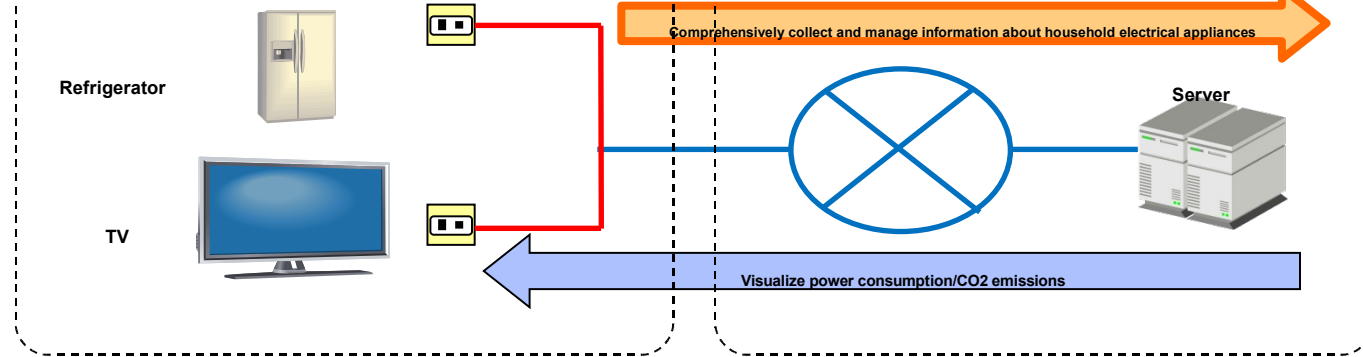 Comprehensively collect and manage information about household electrical appliances
Refrigerator
Server
TV
Visualize power consumption/CO2 emissions